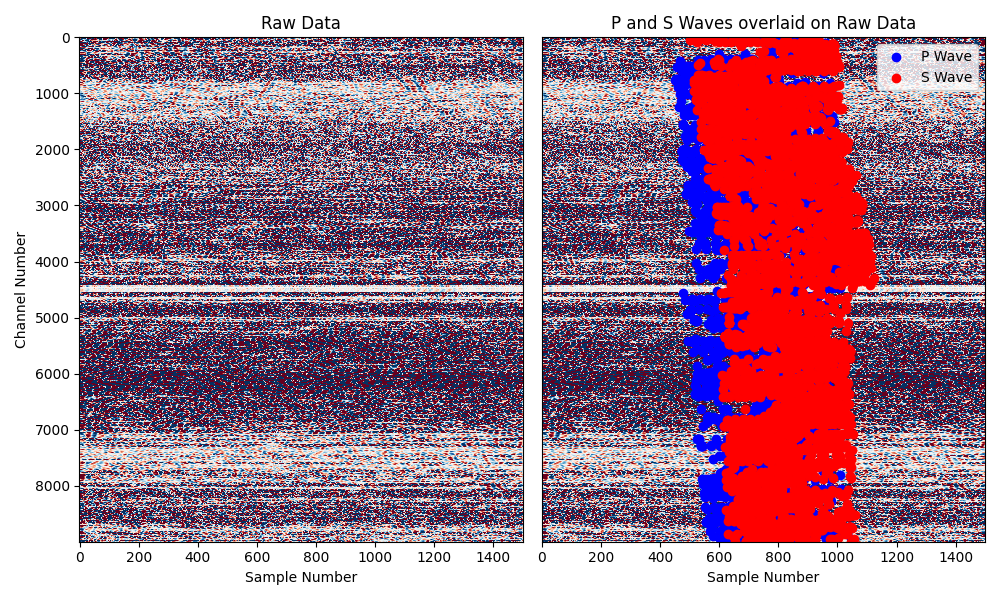 Raw Data
P and S Waves overlaid on Raw Data
P Wave
S Wave
Channel Number
0
1000
2000
3000
4000
5000
6000
7000
8000
0 200 400 600 800 1000 1200 1400
0 200 400 600 800 1000 1200 1400
Sample Number
Sample Number